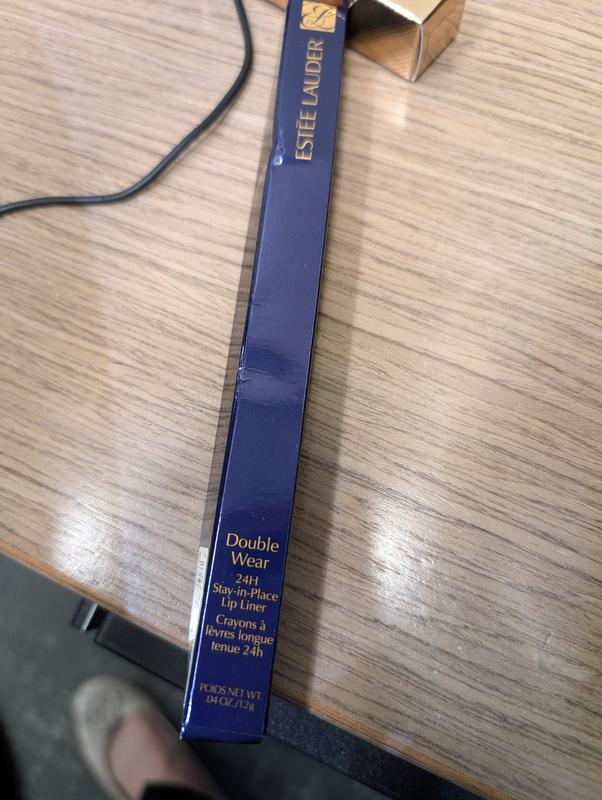 ESTĒE LAUDER
Double
Wear
24H
Stay-in-Place
Lip Liner
Crayons à
lèvres longue
tenue 24h
POIDS NET WT.
.04 OZ./1.2g